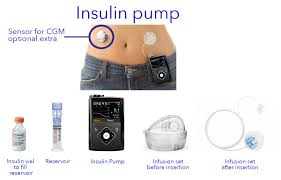 Insulin pump
Sensor for CGM
optional extra
Insulin vial to
fill reservoir
Reservoir
Insulin Pump
Infusion set
before insertion
Infusion set
after insertion